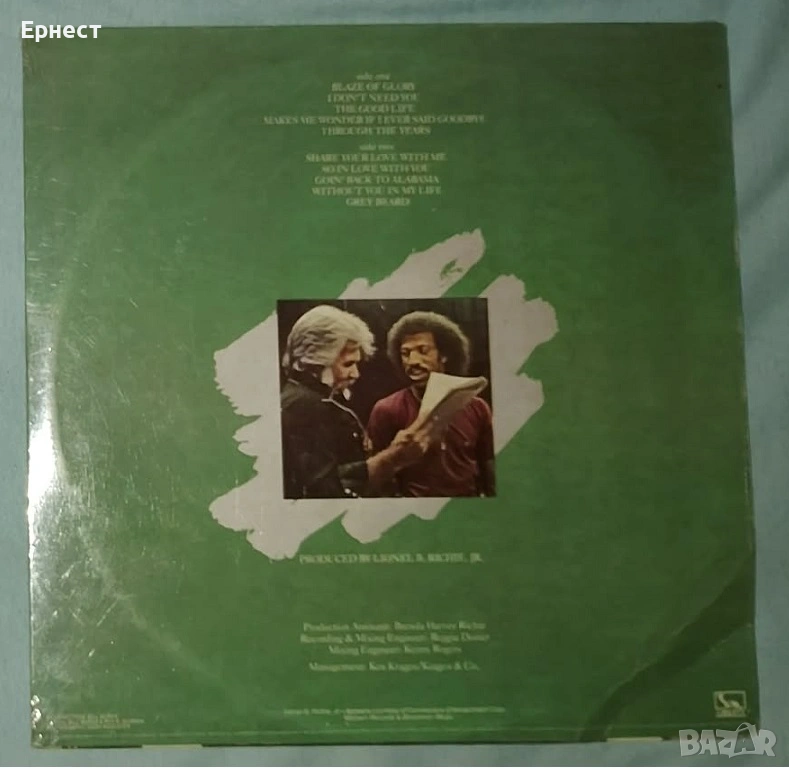 Ернест
side one
BLAZE OF GLORY
I DON'T NEED YOU
THE GOOD LIFE
MAKES ME WONDER IF I EVER SAID GOODBYE
THROUGH THE YEARS
side two
SHARE YOUR LOVE WITH ME
SO IN LOVE WITH YOU
GOIN' BACK TO ALABAMA
WITHOUT YOU IN MY LIFE
GREY BEARD
PRODUCED BY LIONEL B. RICHIE, JR.
Production Assistant: Brenda Harvey Richie
Recording & Mixing Engineer: Reggie Dozier
Mixing Engineer: Kenny Rogers
Management: Ken Kragen/Kragen & Co.
BAZAR